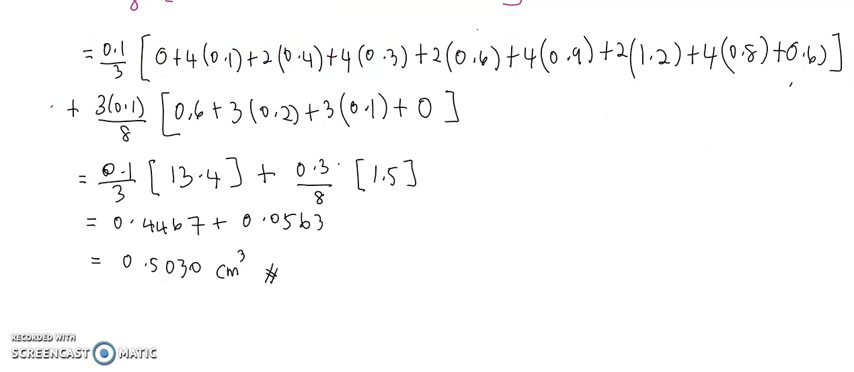 = 0.1/3 [0+4(0.1)+2(0.4)+4(0.3)+2(0.6)+4(0.9)+2(1.2)+4(0.8)+0.6)]
+ 3(0.1)/8 [0.6+3(0.2)+3(0.1)+0]
= 0.1/3 [13.4] + 0.3/8 [1.5]
= 0.4467 + 0.0563
= 0.5030 cm³ #
RECORDED WITH
SCREENCAST MATIC